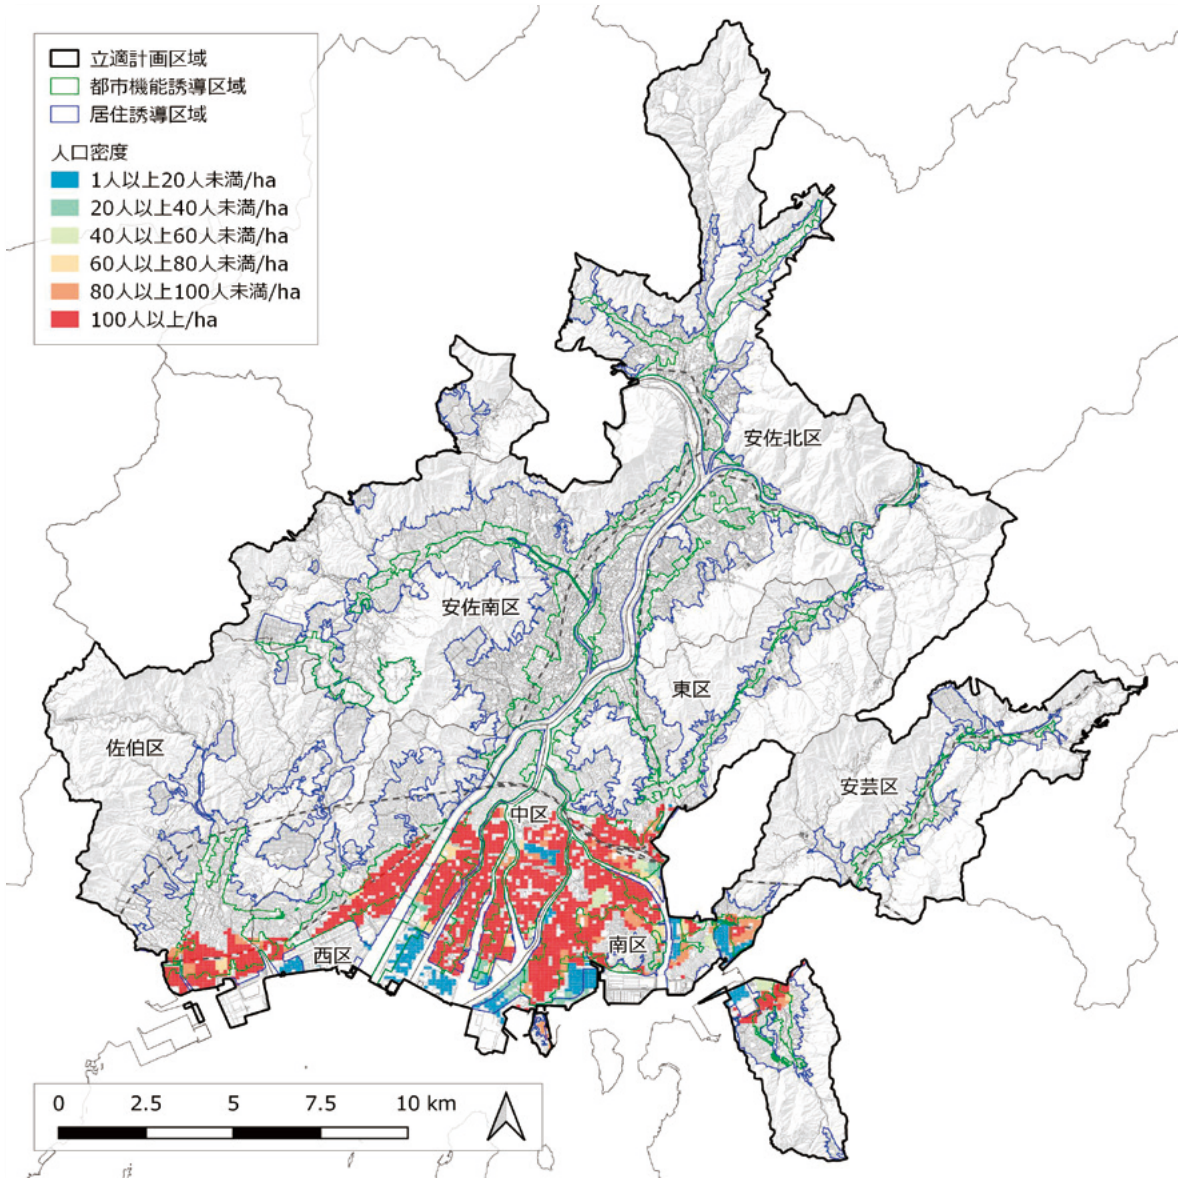 立適計画区域
都市機能誘導区域
居住誘導区域
人口密度
1人以上20人未満/ha
20人以上40人未満/ha
40人以上60人未満/ha
60人以上80人未満/ha
80人以上100人未満/ha
100人以上/ha
安佐北区
安佐南区
東区
佐伯区
安芸区
中区
南区
西区
0 2.5 5 7.5 10 km